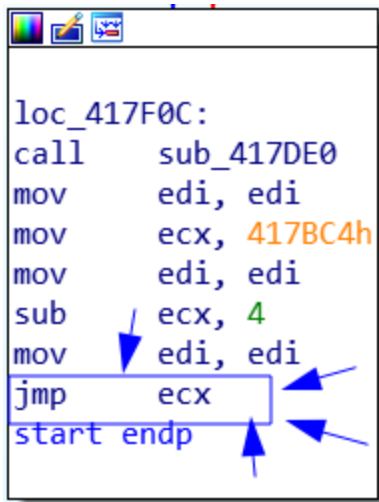 loc_417F0C:
call sub_417DE0
mov edi, edi
mov ecx, 417BC4h
mov edi, edi
sub ecx, 4
mov edi, edi
jmp ecx
start endp